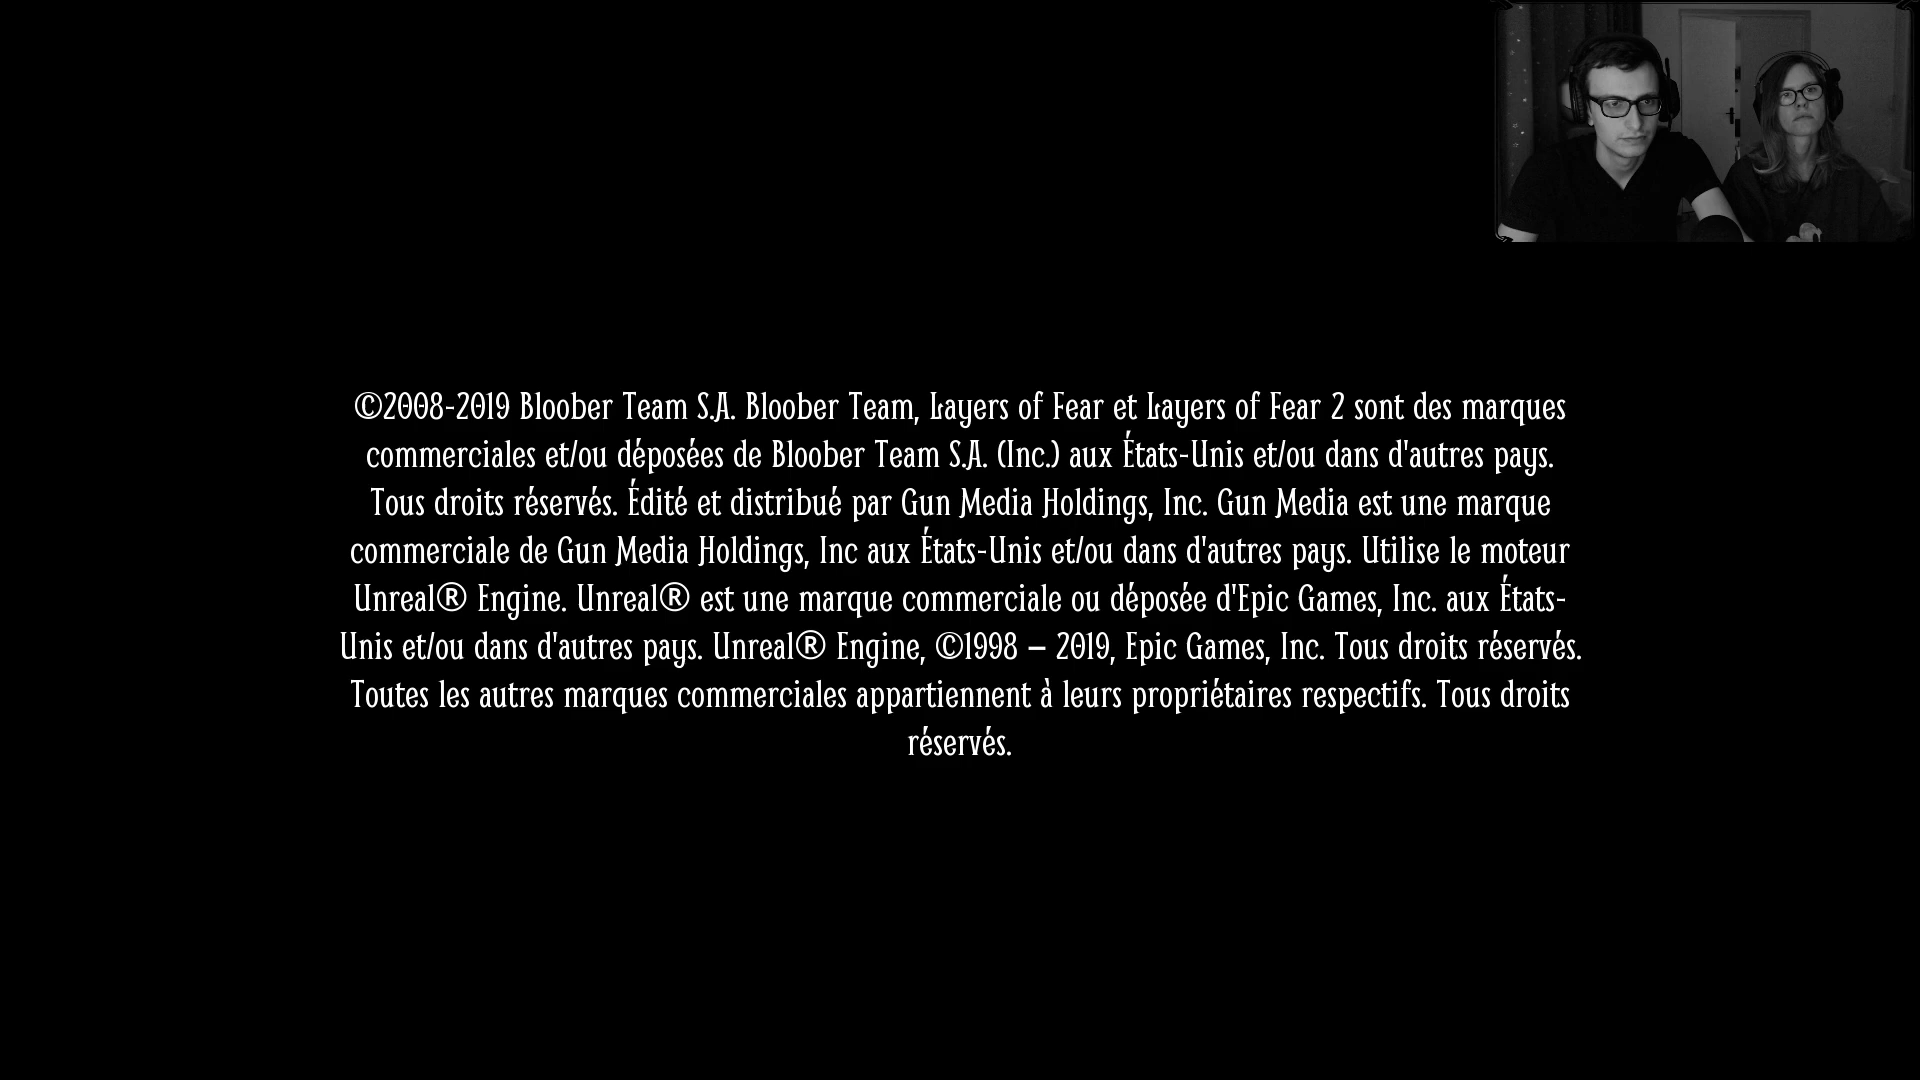 ©2008-2019 Bloober Team S.A. Bloober Team, Layers of Fear et Layers of Fear 2 sont des marques
commerciales et/ou déposées de Bloober Team S.A. (Inc.) aux États-Unis et/ou dans d'autres pays.
Tous droits réservés. Édité et distribué par Gun Media Holdings, Inc. Gun Media est une marque
commerciale de Gun Media Holdings, Inc aux États-Unis et/ou dans d'autres pays. Utilise le moteur
Unreal® Engine. Unreal® est une marque commerciale ou déposée d'Epic Games, Inc. aux États-
Unis et/ou dans d'autres pays. Unreal® Engine, ©1998 – 2019, Epic Games, Inc. Tous droits réservés.
Toutes les autres marques commerciales appartiennent à leurs propriétaires respectifs. Tous droits
réservés.